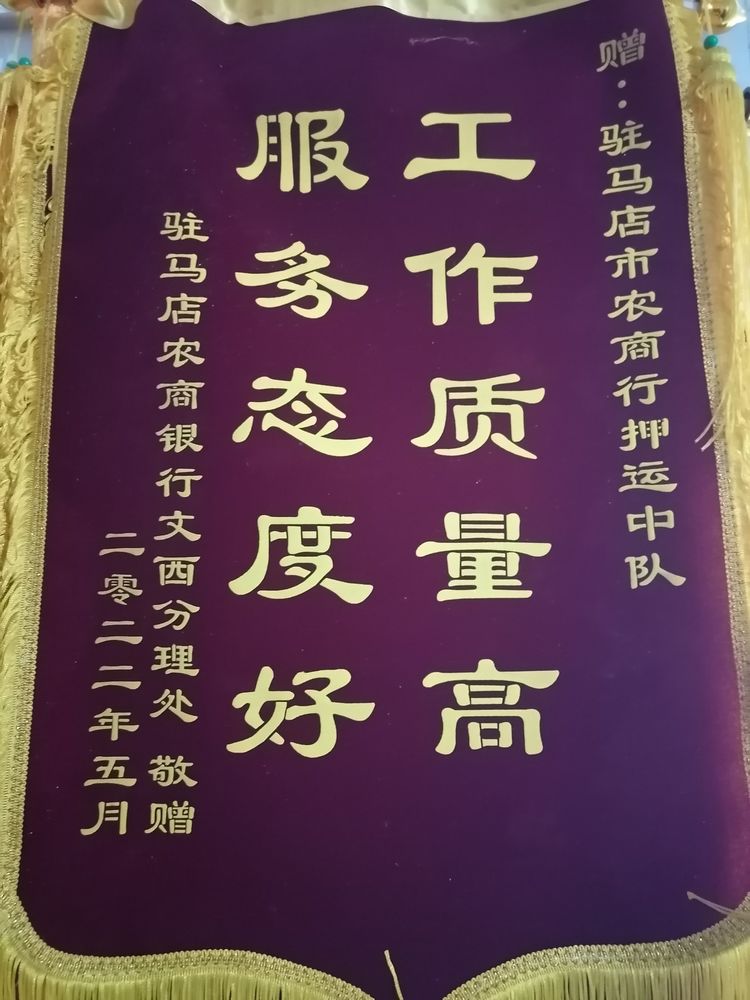 赠：驻马店市农商行押运中队
工作质量高
服务态度好
驻马店农商银行文西分理处 敬赠
二零二二年五月